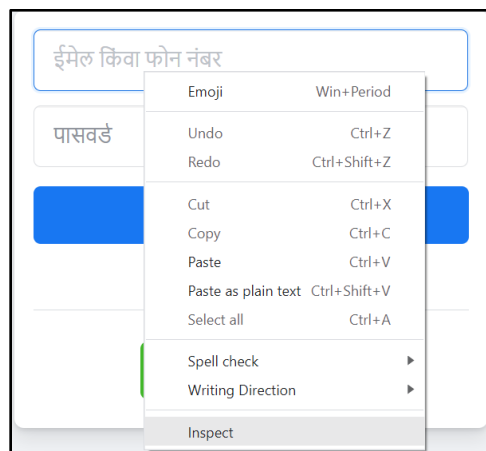 ईमेल किंवा फोन नंबर
Emoji Win+Period
पासवर्ड
Undo Ctrl+Z
Redo Ctrl+Shift+Z
Cut Ctrl+X
Copy Ctrl+C
Paste Ctrl+V
Paste as plain text Ctrl+Shift+V
Select all Ctrl+A
Spell check
Writing Direction
Inspect